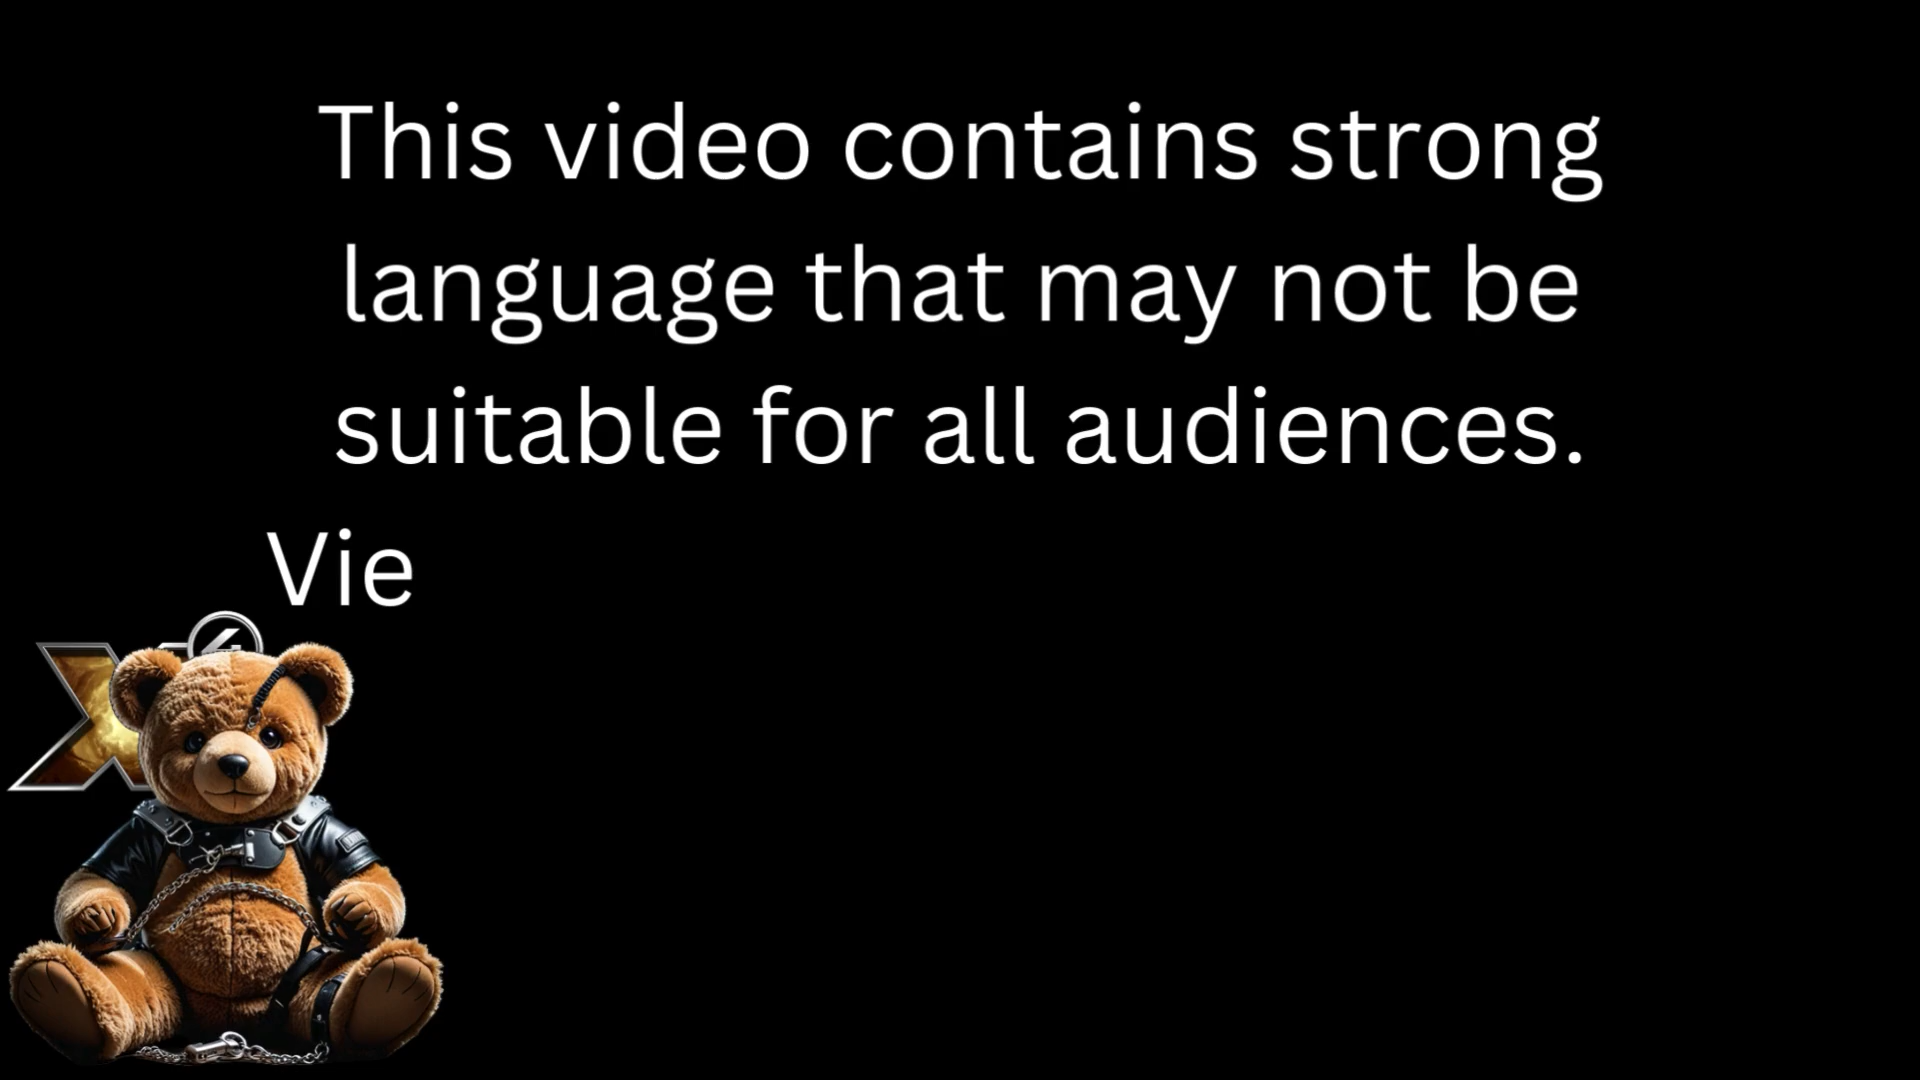 This video contains strong
language that may not be
suitable for all audiences.
Vie